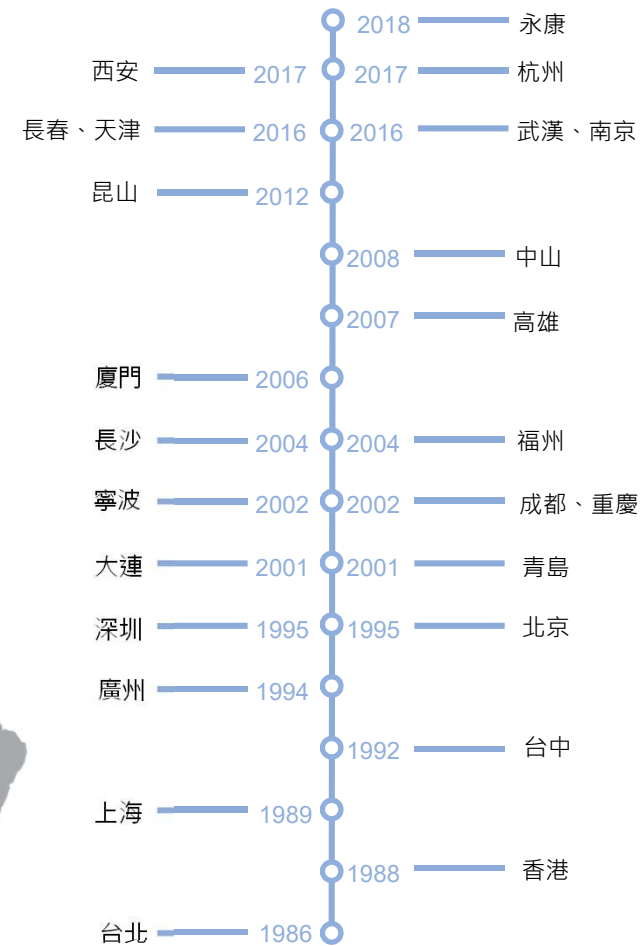 2018 永康
西安 2017 2017 杭州
長春、天津 2016 2016 武漢、南京
昆山 2012
2008 中山
2007 高雄
廈門 2006
長沙 2004 2004 福州
寧波 2002 2002 成都、重慶
大連 2001 2001 青島
深圳 1995 1995 北京
廣州 1994
1992 台中
上海 1989
1988 香港
台北 1986